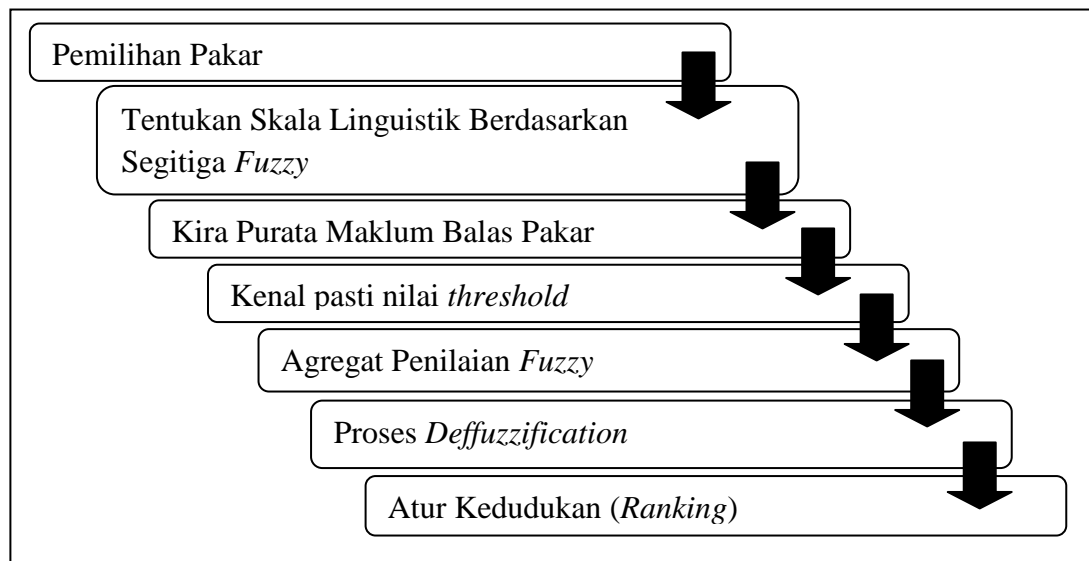 Pemilihan Pakar
Tentukan Skala Linguistik Berdasarkan
Segitiga Fuzzy
Kira Purata Maklum Balas Pakar
Kenal pasti nilai threshold
Agregat Penilaian Fuzzy
Proses Deffuzzification
Atur Kedudukan (Ranking)